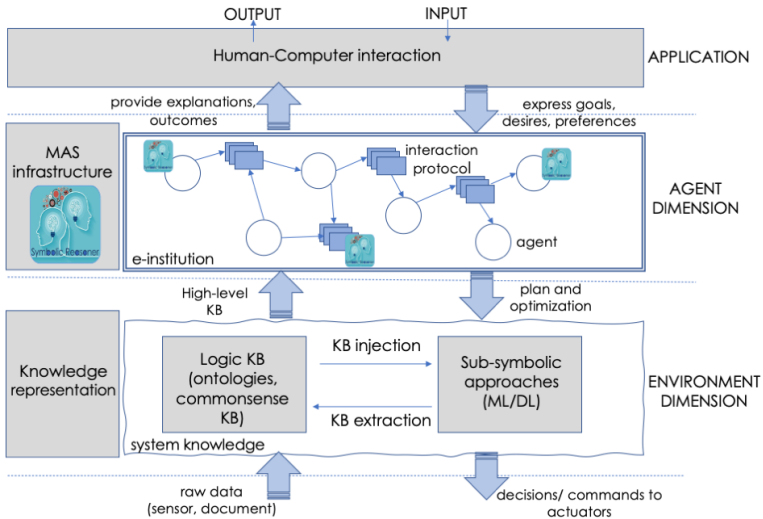 OUTPUT
INPUT
Human-Computer interaction
APPLICATION
provide explanations,
outcomes
express goals,
desires, preferences
MAS
infrastructure
Symbolic Reasoner
interaction
protocol
agent
e-institution
AGENT
DIMENSION
High-level
KB
plan and
optimization
Knowledge
representation
Logic KB
(ontologies,
commonsense
KB)
KB injection
KB extraction
Sub-symbolic
approaches
(ML/DL)
system knowledge
ENVIRONMENT
DIMENSION
raw data
(sensor, document)
decisions/ commands to
actuators